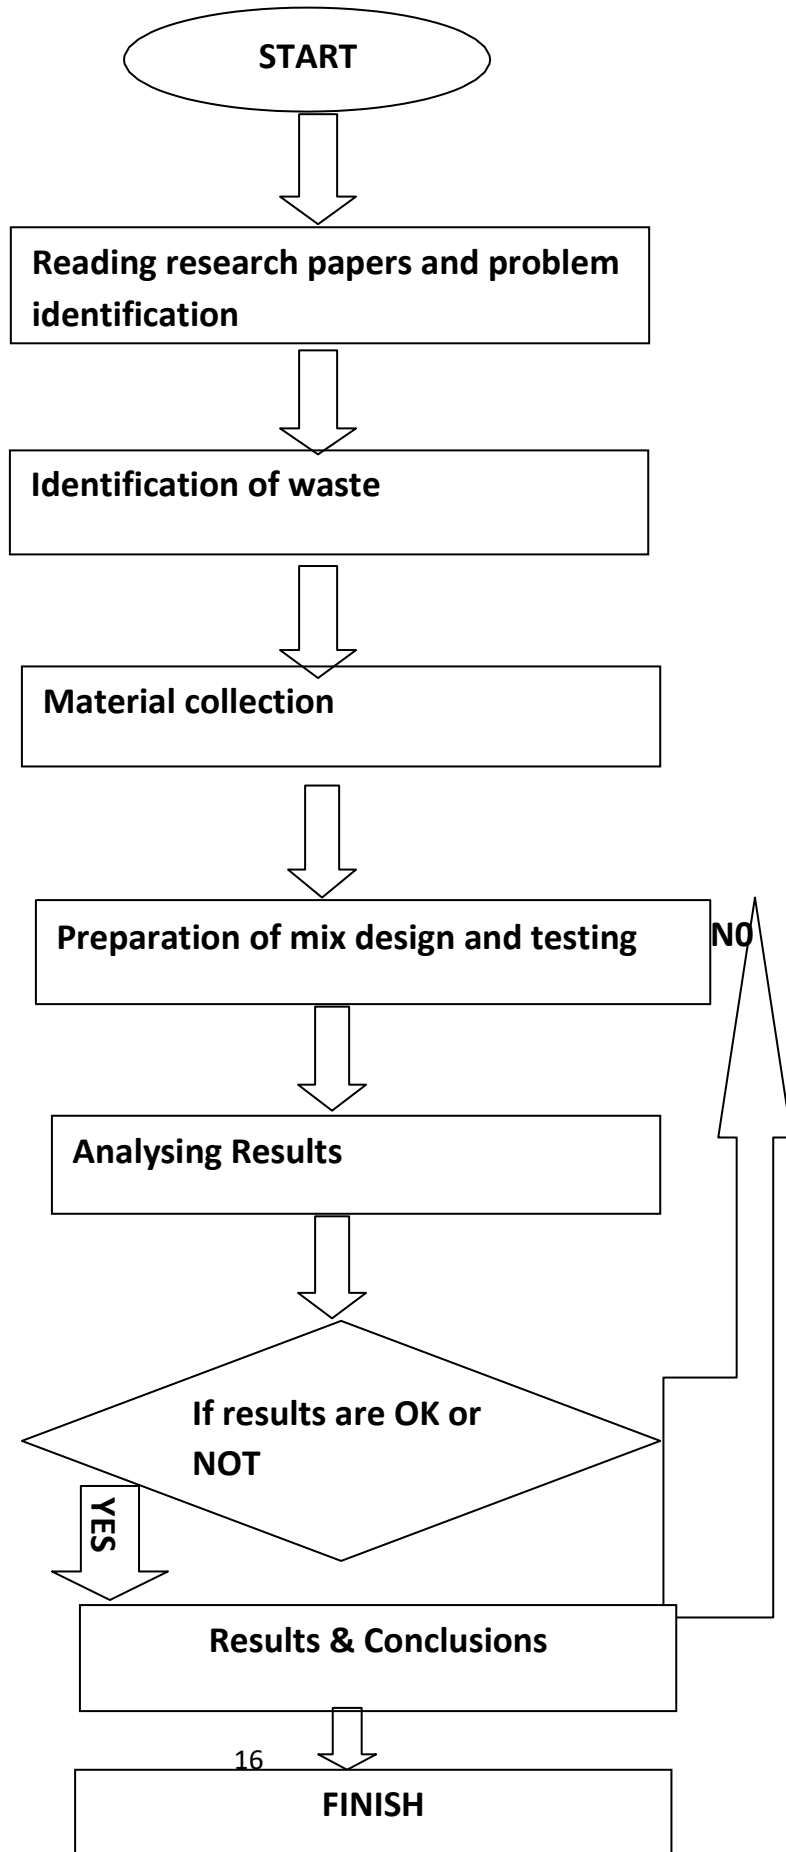 START
Reading research papers and problem
identification
Identification of waste
Material collection
Preparation of mix design and testing
N0
Analysing Results
If results are OK or
NOT
YES
Results & Conclusions
16
FINISH